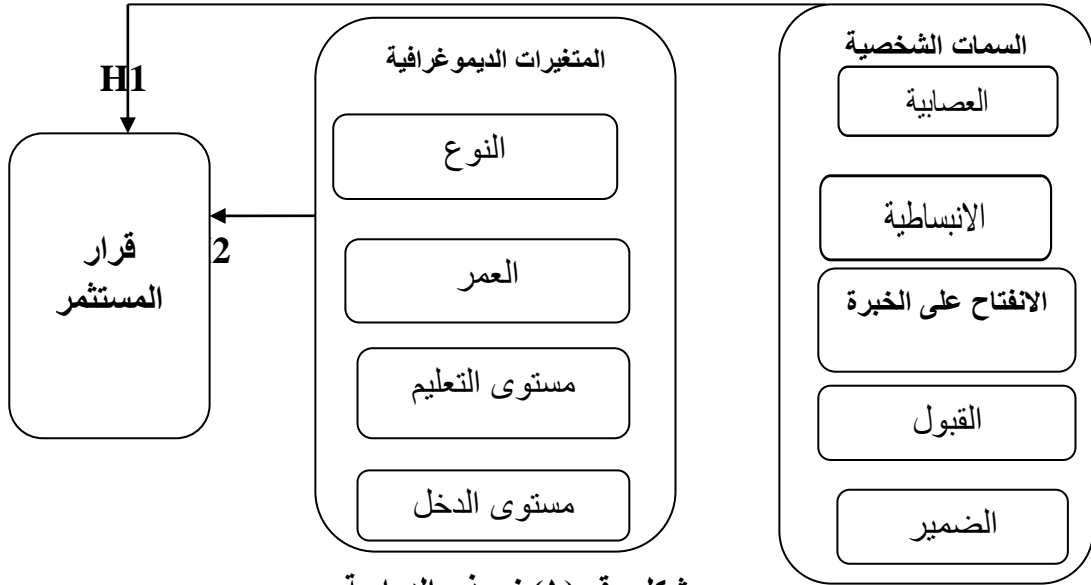 السمات الشخصية
العصابية
الانبساطية
الانفتاح على الخبرة
القبول
الضمير
المتغيرات الديموغرافية
النوع
العمر
مستوى التعليم
مستوى الدخل
H1
2
قرار
المستثمر